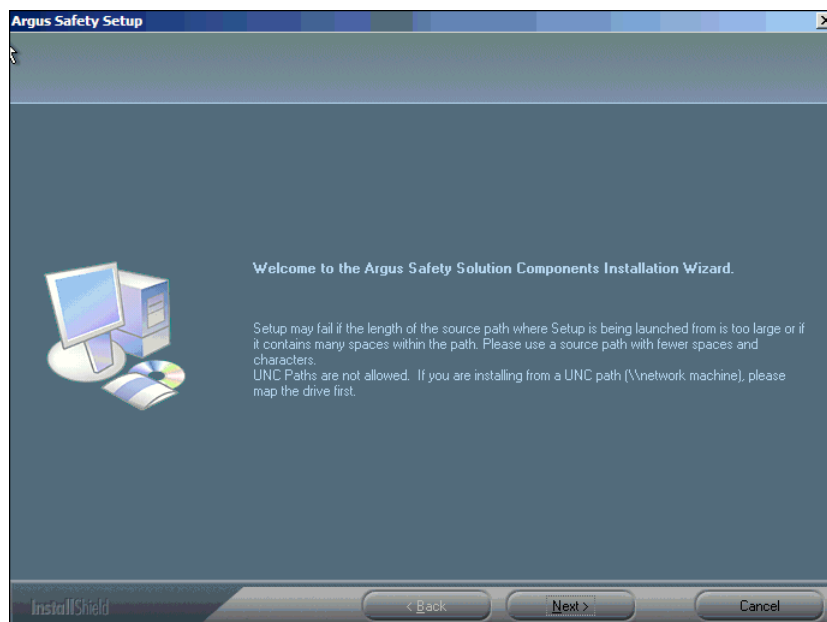 Argus Safety Setup
Welcome to the Argus Safety Solution Components Installation Wizard.
Setup may fail if the length of the source path where Setup is being launched from is too large or if
it contains many spaces within the path. Please use a source path with fewer spaces and
characters.
UNC Paths are not allowed.  If you are installing from a UNC path (\\network machine), please
map the drive first.
InstallShield
< Back
Next >
Cancel